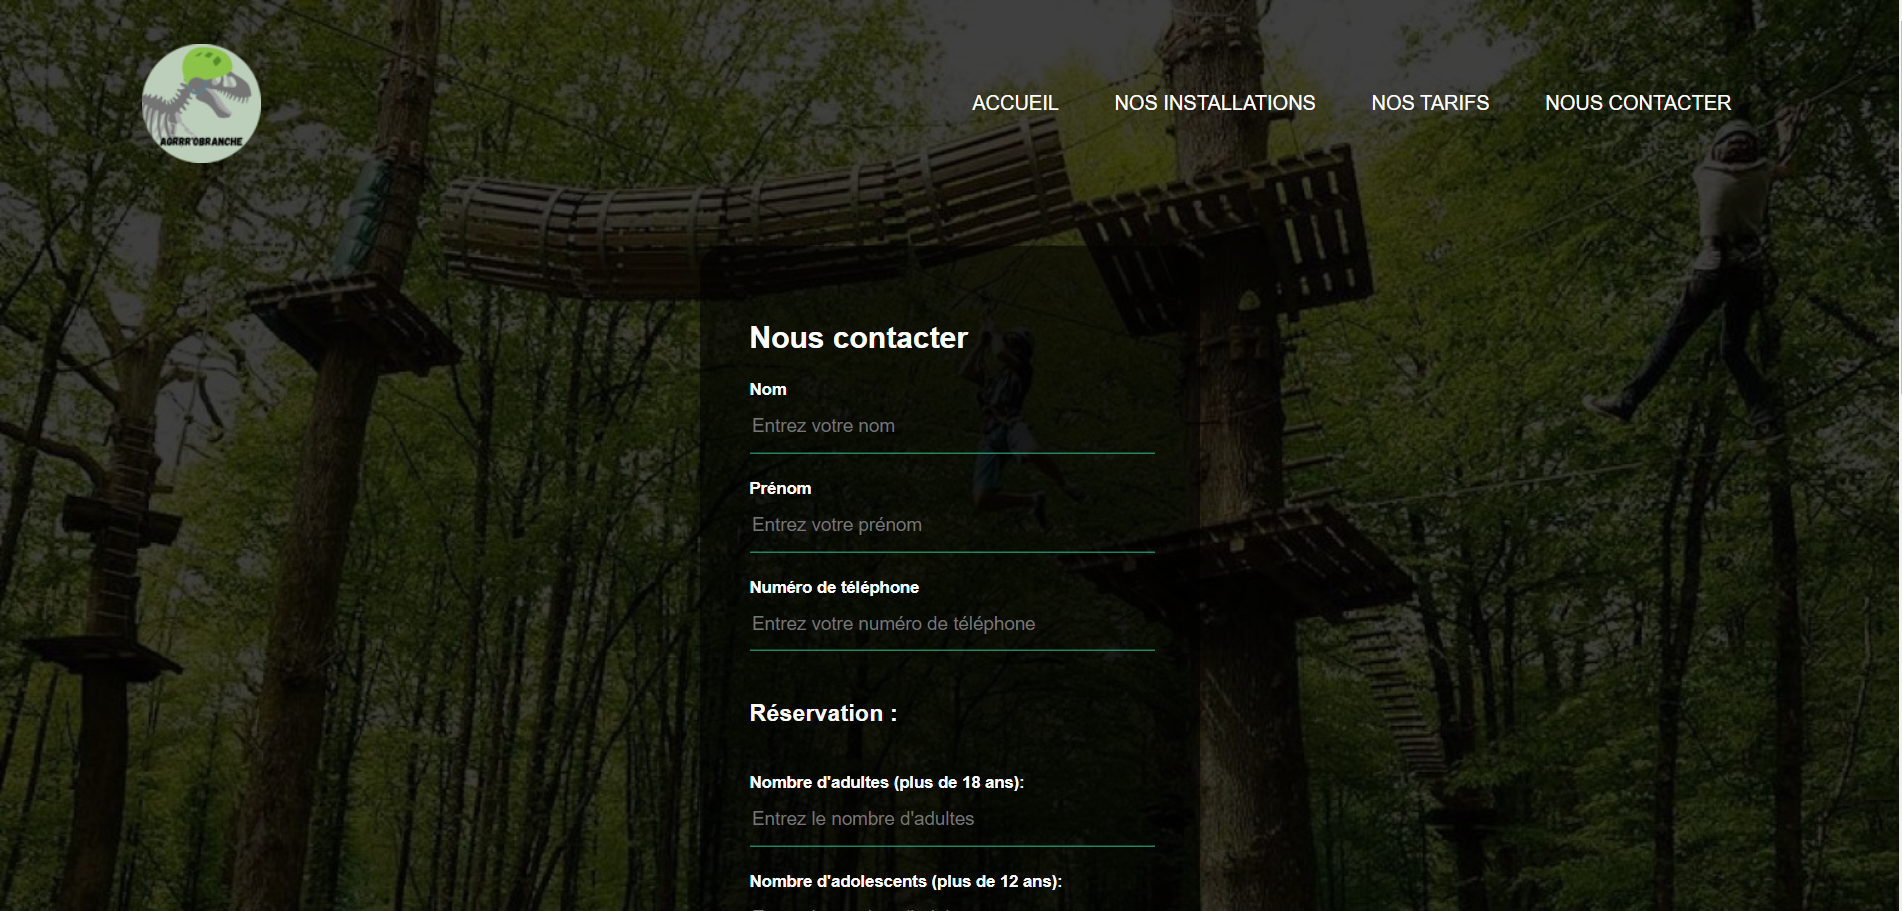 AGRRR'OBRANCHE
ACCUEIL NOS INSTALLATIONS NOS TARIFS NOUS CONTACTER
Nous contacter
Nom
Entrez votre nom
Prénom
Entrez votre prénom
Numéro de téléphone
Entrez votre numéro de téléphone
Réservation :
Nombre d'adultes (plus de 18 ans):
Entrez le nombre d'adultes
Nombre d'adolescents (plus de 12 ans):